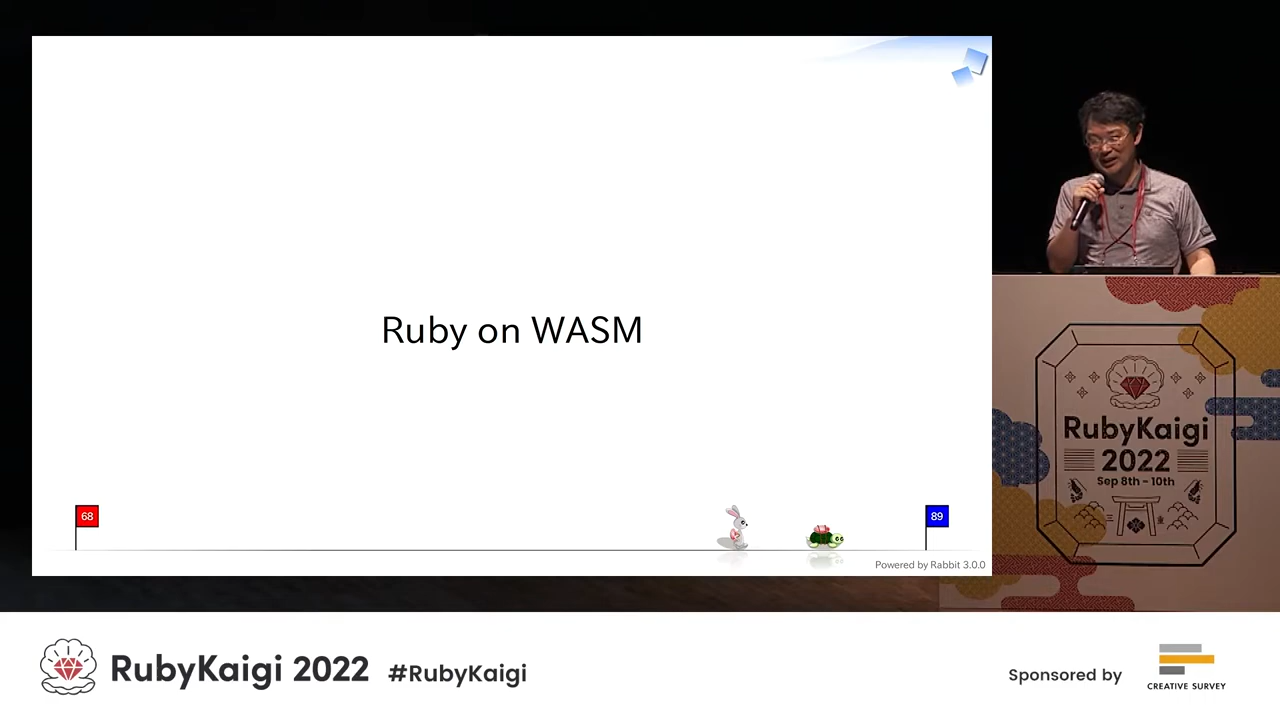 Ruby on WASM
68
89
Powered by Rabbit 3.0.0
RubyKaigi
2022
Sep 8th - 10th
RubyKaigi 2022 #RubyKaigi
Sponsored by
CREATIVE SURVEY